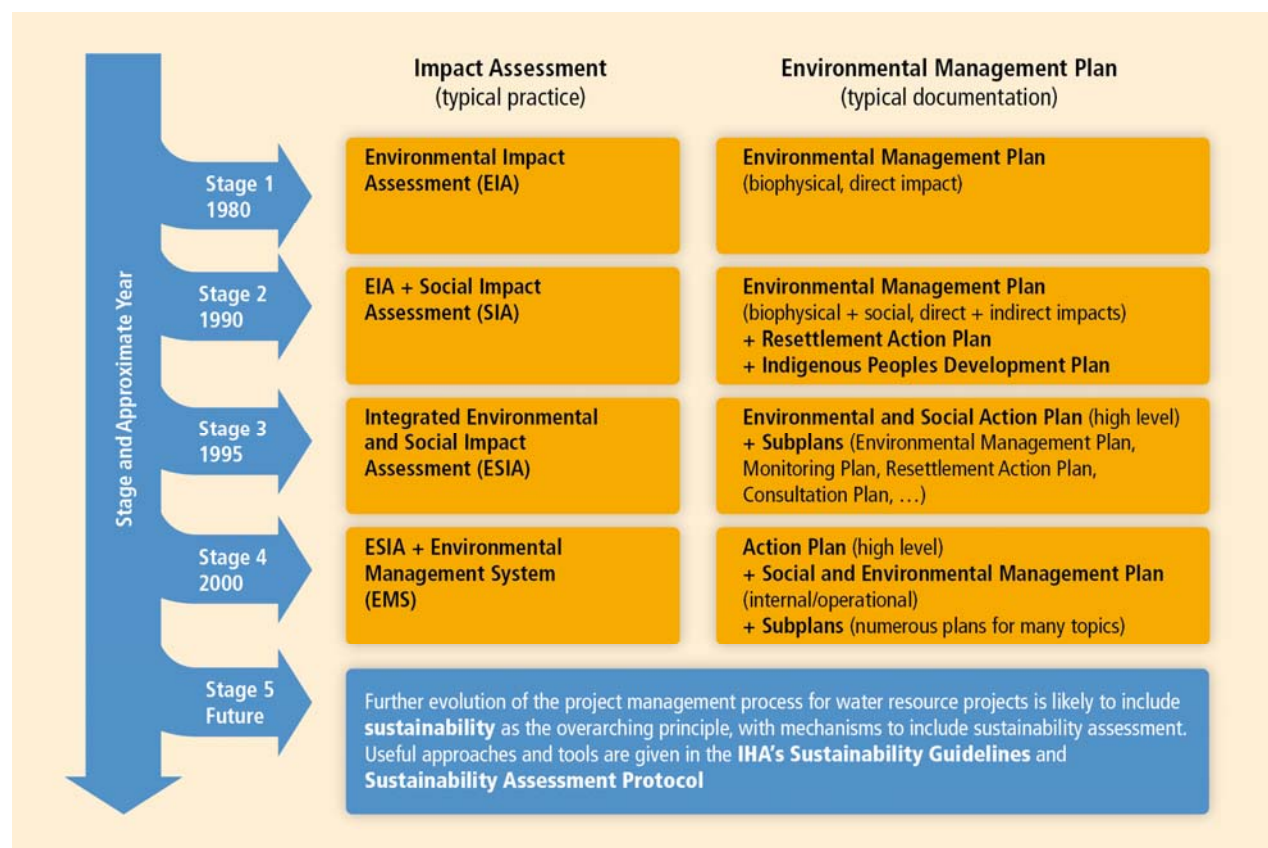 Impact Assessment
(typical practice)
Environmental Management Plan
(typical documentation)
Stage and Approximate Year
Stage 1
1980
Environmental Impact
Assessment (EIA)
Environmental Management Plan
(biophysical, direct impact)
Stage 2
1990
EIA + Social Impact
Assessment (SIA)
Environmental Management Plan
(biophysical + social, direct + indirect impacts)
+ Resettlement Action Plan
+ Indigenous Peoples Development Plan
Stage 3
1995
Integrated Environmental
and Social Impact
Assessment (ESIA)
Environmental and Social Action Plan (high level)
+ Subplans (Environmental Management Plan,
Monitoring Plan, Resettlement Action Plan,
Consultation Plan, …)
Stage 4
2000
ESIA + Environmental
Management System
(EMS)
Action Plan (high level)
+ Social and Environmental Management Plan
(internal/operational)
+ Subplans (numerous plans for many topics)
Stage 5
Future
Further evolution of the project management process for water resource projects is likely to include
sustainability as the overarching principle, with mechanisms to include sustainability assessment.
Useful approaches and tools are given in the IHA’s Sustainability Guidelines and
Sustainability Assessment Protocol